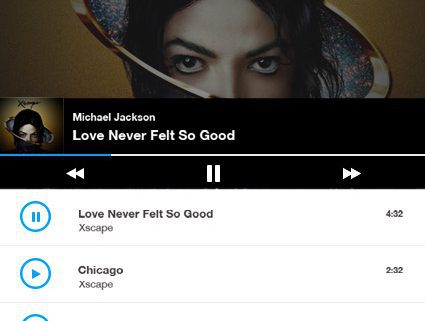 Xscape
Michael Jackson
Love Never Felt So Good
Love Never Felt So Good
4:32
Xscape
Chicago
2:32
Xscape